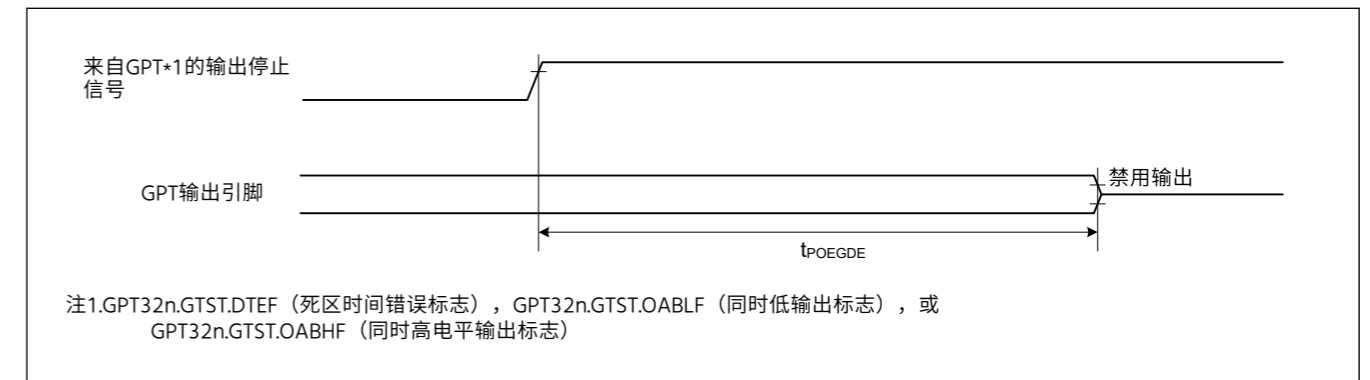 来自GPT*1的输出停止
信号
GPT输出引脚
禁用输出
tPOEGDE
注1.GPT32n.GTST.DTEF（死区时间错误标志），GPT32n.GTST.OABLF（同时低输出标志），或
GPT32n.GTST.OABHF（同时高电平输出标志）